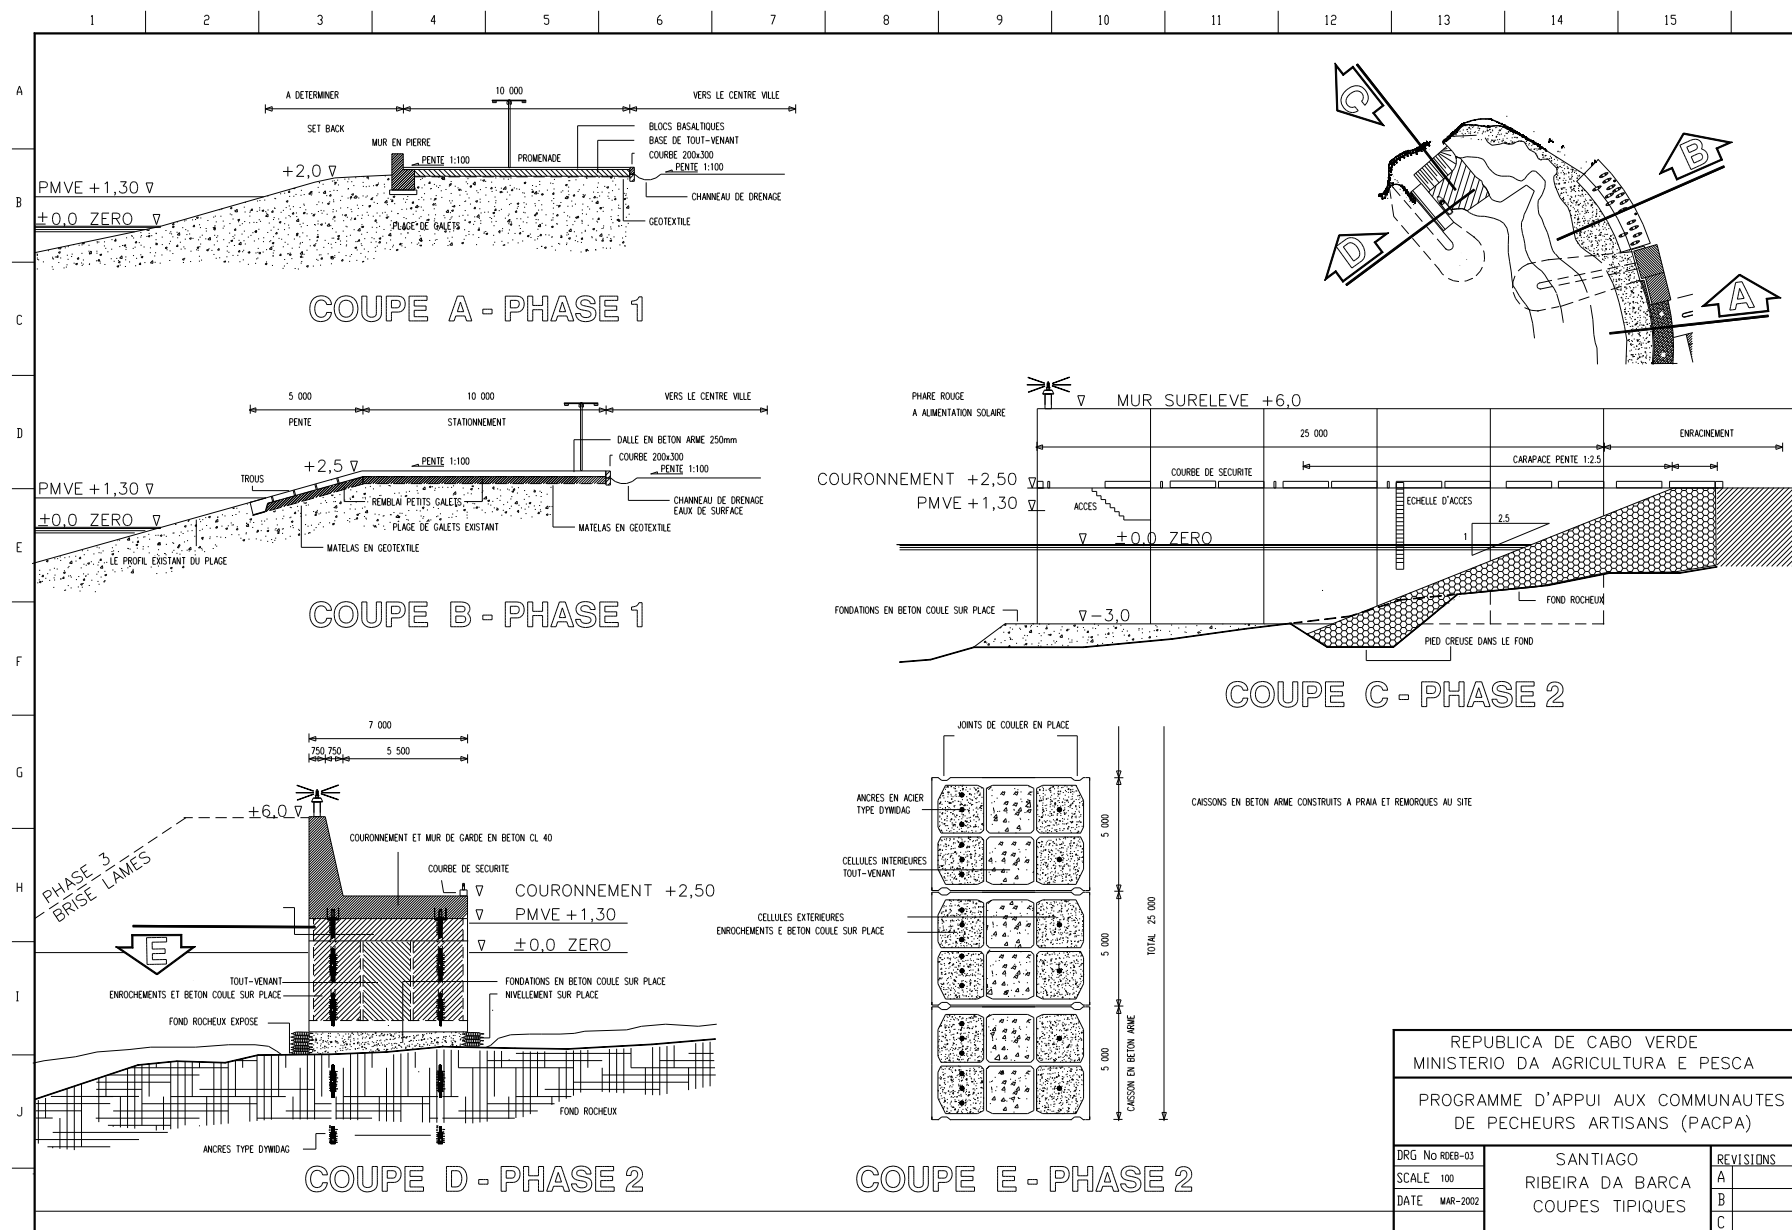 1 2 3 4 5 6 7 8 9 10 11 12 13 14 15
A
B
C
D
E
F
G
H
I
J
A DETERMINER
10 000
VERS LE CENTRE VILLE
SET BACK
MUR EN PIERRE
BLOCS BASALTIQUES
BASE DE TOUT-VENANT
COURBE 200x300
PENTE 1:100
PROMENADE
PENTE 1:100
+2,0
PMVE +1,30
±0,0 ZERO
CHANNEAU DE DRENAGE
PLAGE DE GALETS
GEOTEXTILE
COUPE A - PHASE 1
C
B
D
A
5 000
10 000
VERS LE CENTRE VILLE
PENTE
STATIONNEMENT
DALLE EN BETON ARME 250mm
COURBE 200x300
PENTE 1:100
PENTE 1:100
+2,5
TROUS
PMVE +1,30
REMBLAI PETITS GALETS
CHANNEAU DE DRENAGE
EAUX DE SURFACE
±0,0 ZERO
PLAGE DE GALETS EXISTANT
MATELAS EN GEOTEXTILE
MATELAS EN GEOTEXTILE
LE PROFIL EXISTANT DU PLAGE
COUPE B - PHASE 1
PHARE ROUGE
A ALIMENTATION SOLAIRE
MUR SURELEVE +6,0
25 000
ENRACINEMENT
CARAPACE PENTE 1:2.5
COURONNEMENT +2,50
COURBE DE SECURITE
PMVE +1,30
ACCES
ECHELLE D'ACCES
2.5
1
±0,0 ZERO
FONDATIONS EN BETON COULE SUR PLACE
-3,0
FOND ROCHEUX
PIED CREUSE DANS LE FOND
COUPE C - PHASE 2
7 000
750 750
5 500
+6,0
COURONNEMENT ET MUR DE GARDE EN BETON CL 40
PHASE 3
BRISE LAMES
COURBE DE SECURITE
COURONNEMENT +2,50
PMVE +1,30
E
±0,0 ZERO
TOUT-VENANT
ENROCHEMENTS ET BETON COULE SUR PLACE
FONDATIONS EN BETON COULE SUR PLACE
NIVELLEMENT SUR PLACE
FOND ROCHEUX EXPOSE
FOND ROCHEUX
ANCRES TYPE DYWIDAG
COUPE D - PHASE 2
JOINTS DE COULER EN PLACE
ANCRES EN ACIER
TYPE DYWIDAG
CELLULES INTERIEURES
TOUT-VENANT
CELLULES EXTERIEURES
ENROCHEMENTS E BETON COULE SUR PLACE
5 000
5 000
5 000
CAISSON EN BETON ARME
TOTAL 25 000
CAISSONS EN BETON ARME CONSTRUITS A PRAIA ET REMORQUES AU SITE
COUPE E - PHASE 2
REPUBLICA DE CABO VERDE
MINISTERIO DA AGRICULTURA E PESCA
PROGRAMME D'APPUI AUX COMMUNAUTES
DE PECHEURS ARTISANS (PACPA)
DRG No RDEB-03
SCALE 100
DATE MAR-2002
SANTIAGO
RIBEIRA DA BARCA
COUPES TIPIQUES
REVISIONS
A
B
C